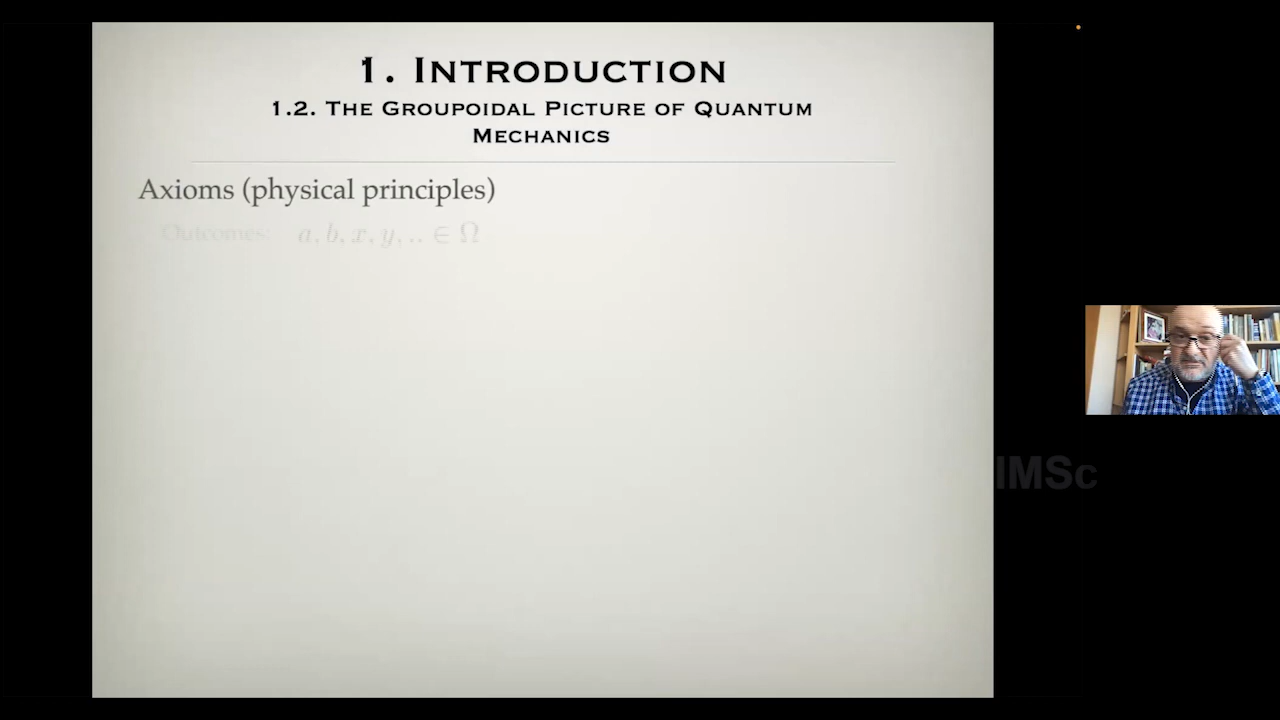 1. INTRODUCTION
1.2. THE GROUPOIDAL PICTURE OF QUANTUM
MECHANICS
Axioms (physical principles)
Outcomes: a, b, x, y, .. ∈ Ω
IMSc